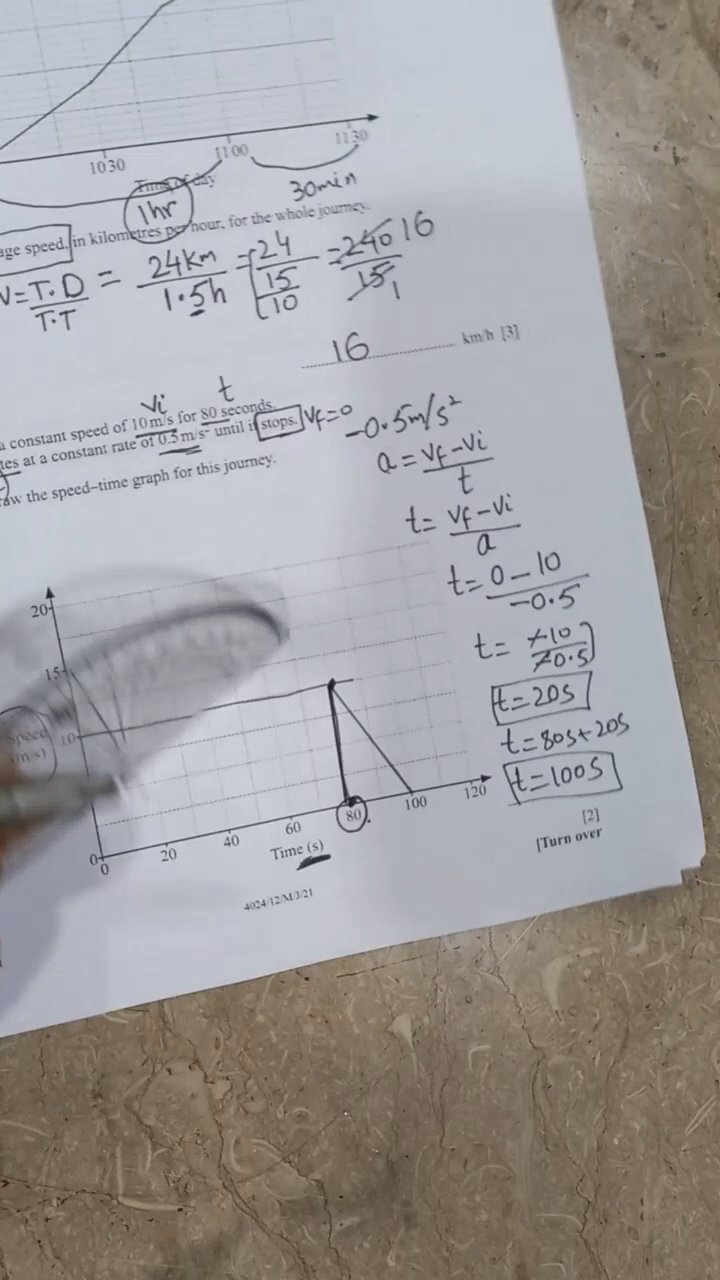 1030 1100 1130
Time of day
1hr 30min
age speed, in kilometres per hour, for the whole journey.
V = T.D / T.T = 24Km / 1.5h = 24 / 15/10 = 240 / 15 16 1
16 km/h [3]
Vi t
a constant speed of 10 m/s for 80 seconds.
tes at a constant rate of 0.5 m/s² until it stops. Vf=0
-0.5m/s²
raw the speed–time graph for this journey.
a = Vf-Vi / t
t = Vf-Vi / a
t = 0-10 / -0.5
t = -10 / -0.5
t=20s
t=80s+20s
t=100s
20
15
Speed
(m/s)
10
0
0 20 40 60 80 100 120
Time (s)
[2]
[Turn over
4024/12/M/J/21